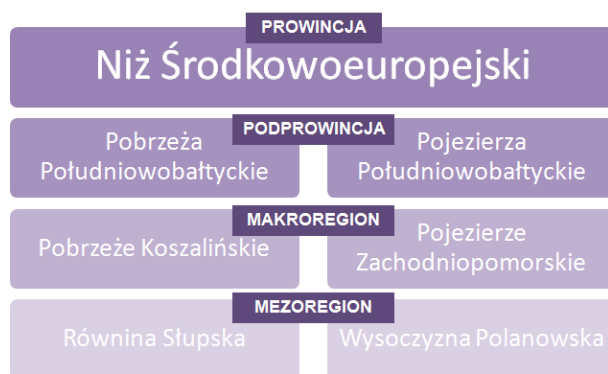 PROWINCJA
Niż Środkowoeuropejski
PODPROWINCJA
Pobrzeża
Południowobałtyckie
Pojezierza
Południowobałtyckie
MAKROREGION
Pobrzeże Koszalińskie
Pojezierze
Zachodniopomorskie
MEZOREGION
Równina Słupska
Wysoczyzna Polanowska